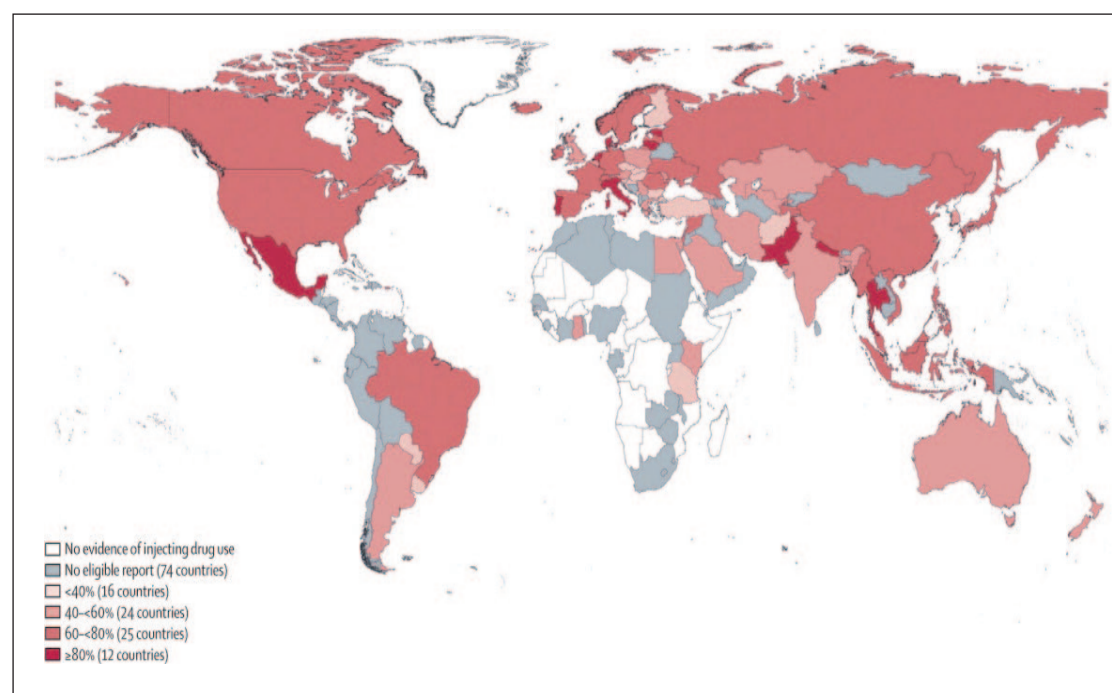 No evidence of injecting drug use
No eligible report (74 countries)
<40% (16 countries)
40–<60% (24 countries)
60–<80% (25 countries)
≥80% (12 countries)